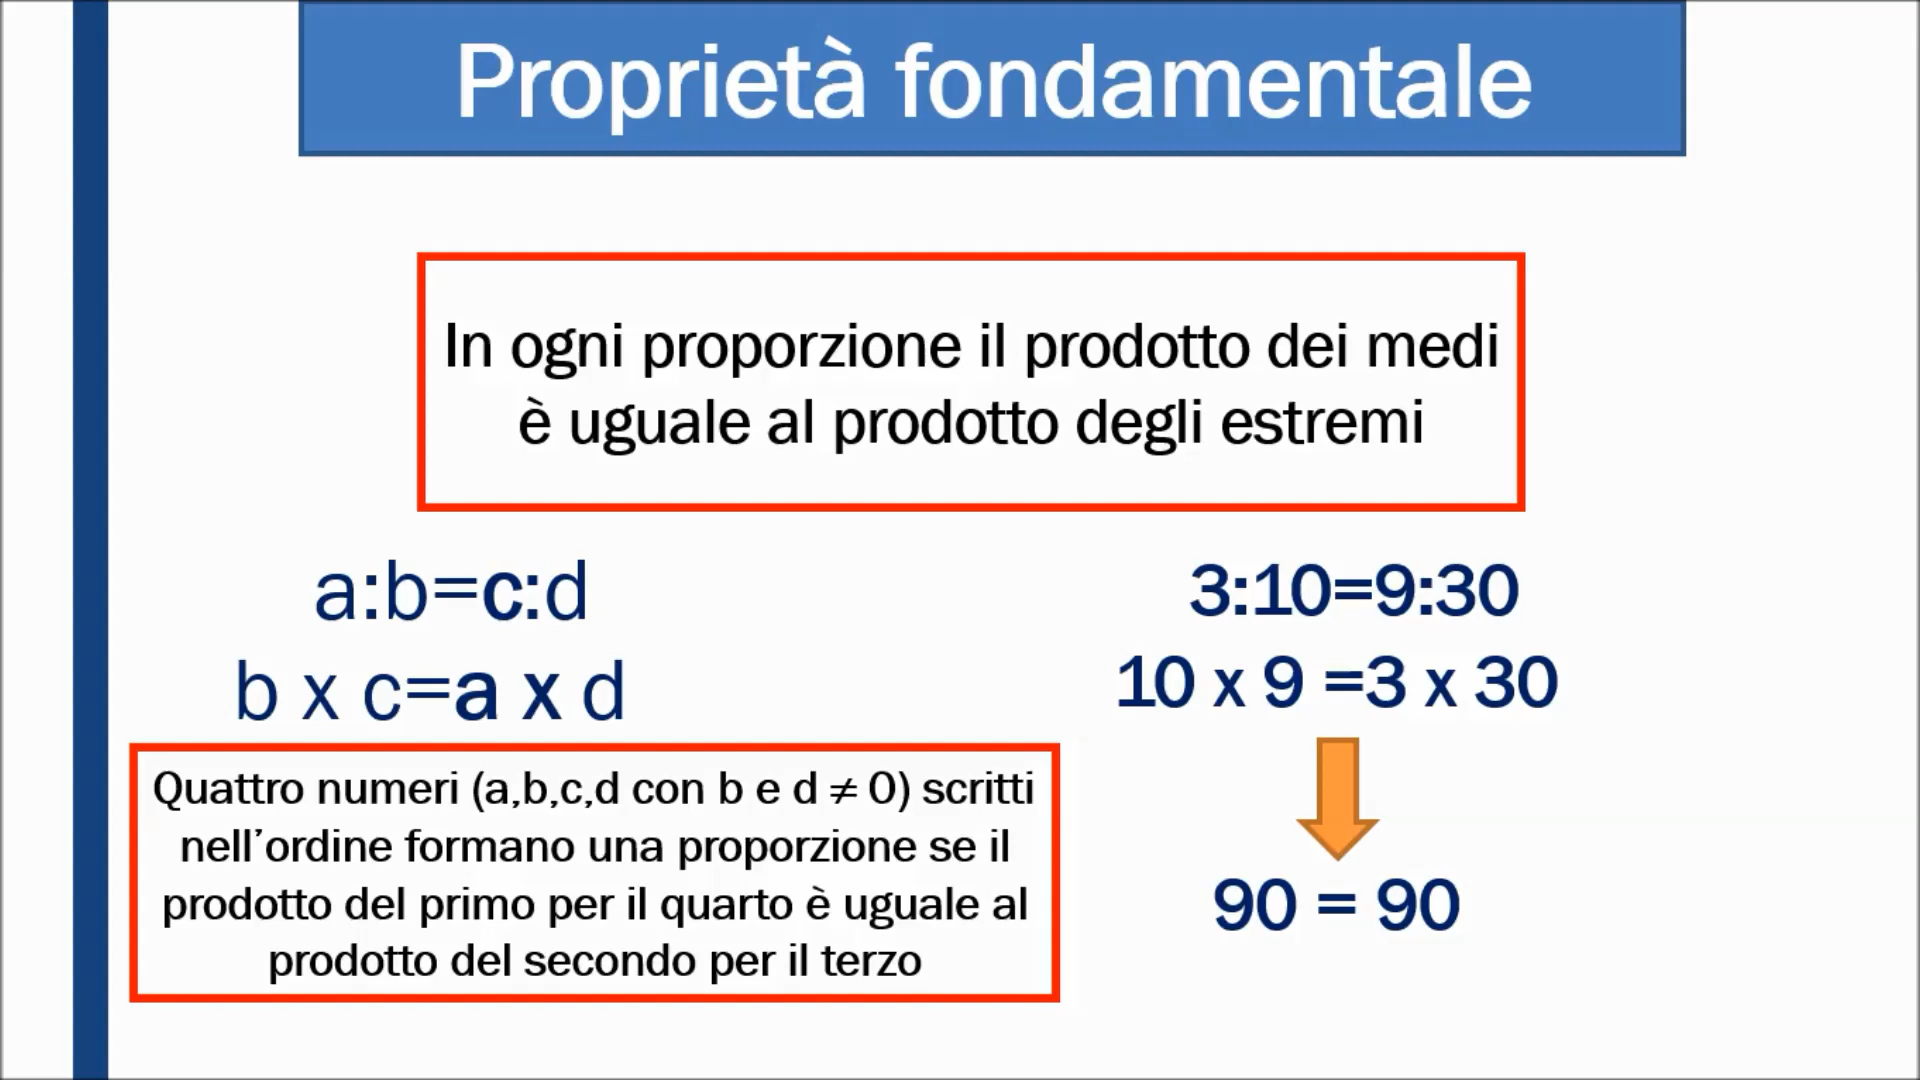 Proprietà fondamentale
In ogni proporzione il prodotto dei medi
è uguale al prodotto degli estremi
a:b=c:d
b x c=a x d
Quattro numeri (a,b,c,d con b e d ≠ 0) scritti
nell’ordine formano una proporzione se il
prodotto del primo per il quarto è uguale al
prodotto del secondo per il terzo
3:10=9:30
10 x 9 =3 x 30
90 = 90